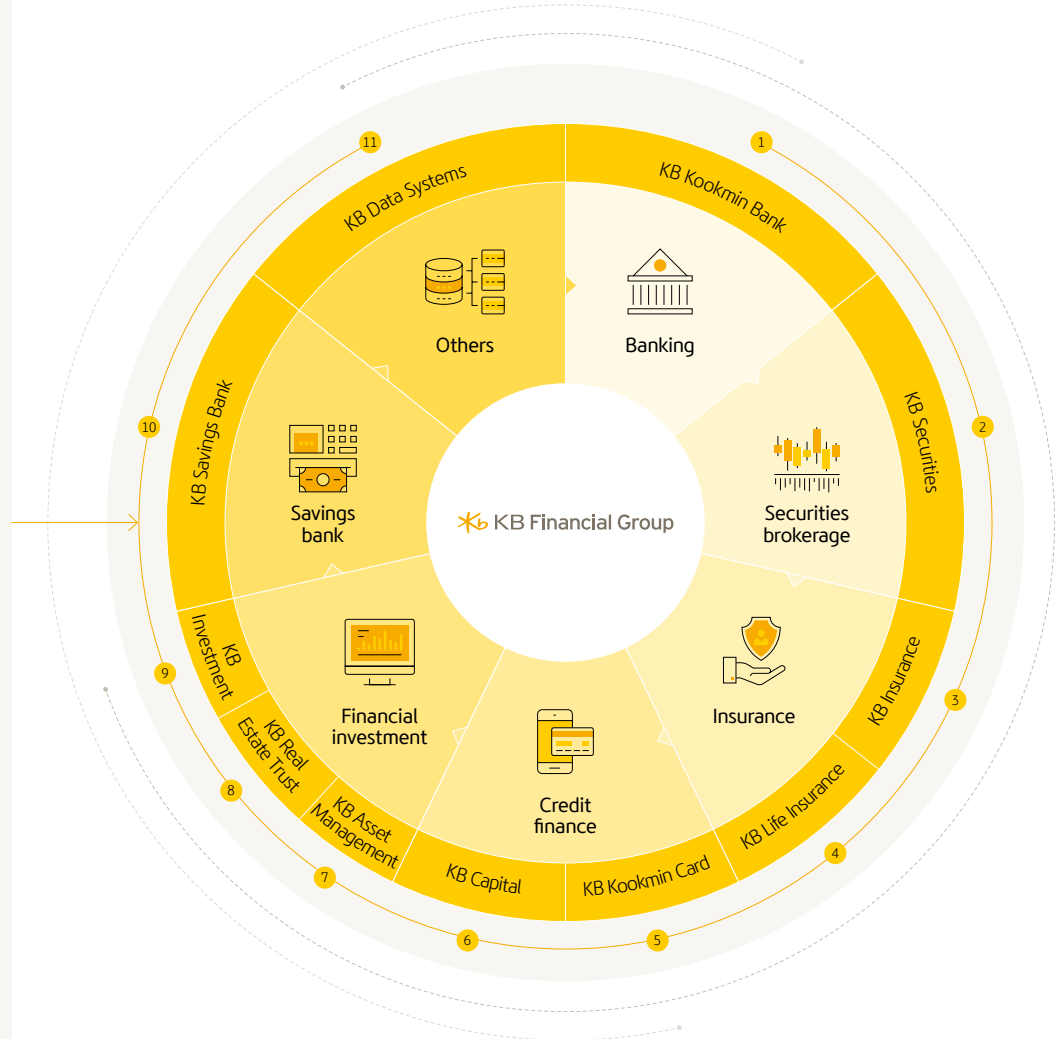 KB Financial Group
1
KB Kookmin Bank
Banking
2
KB Securities
Securities
brokerage
3
KB Insurance
Insurance
4
KB Life Insurance
5
KB Kookmin Card
Credit
finance
6
KB Capital
7
KB Asset
Management
8
KB Real
Estate Trust
9
KB
Investment
Financial
investment
10
KB Savings Bank
Savings
bank
11
KB Data Systems
Others